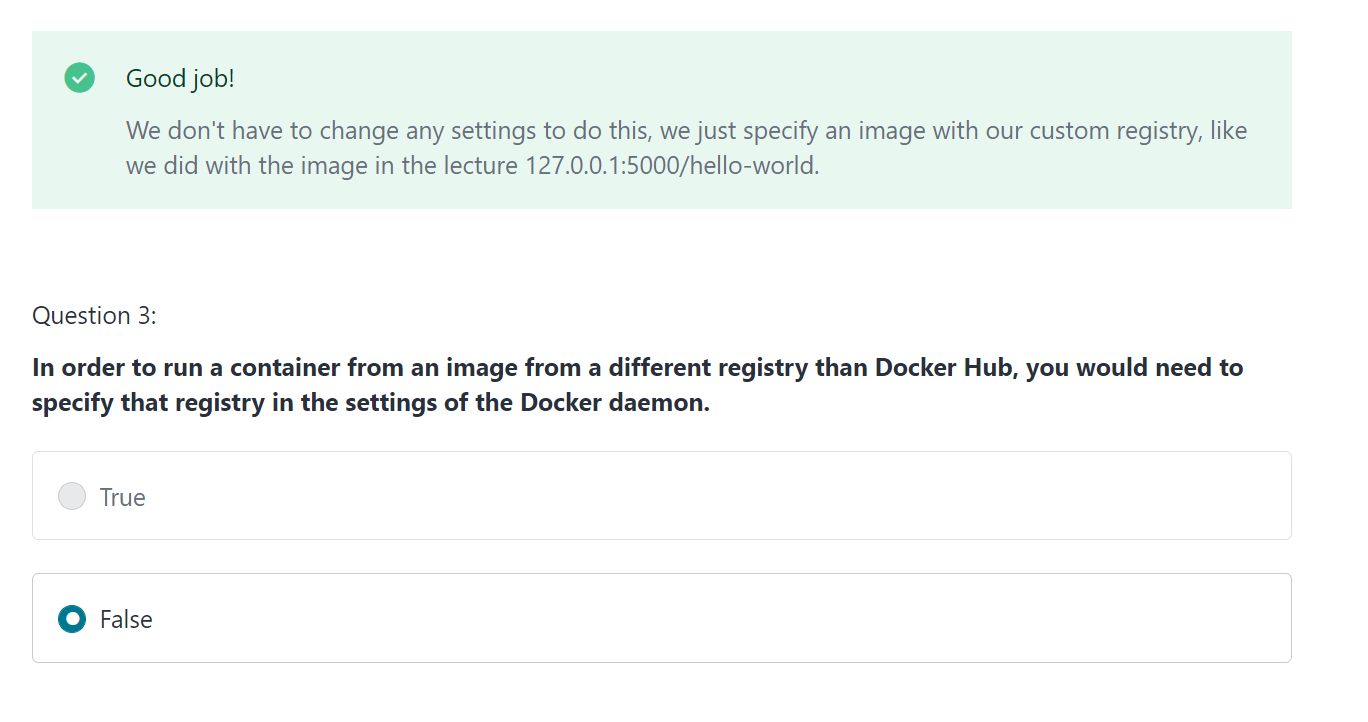 Good job!
We don't have to change any settings to do this, we just specify an image with our custom registry, like
we did with the image in the lecture 127.0.0.1:5000/hello-world.
Question 3:
In order to run a container from an image from a different registry than Docker Hub, you would need to
specify that registry in the settings of the Docker daemon.
True
False